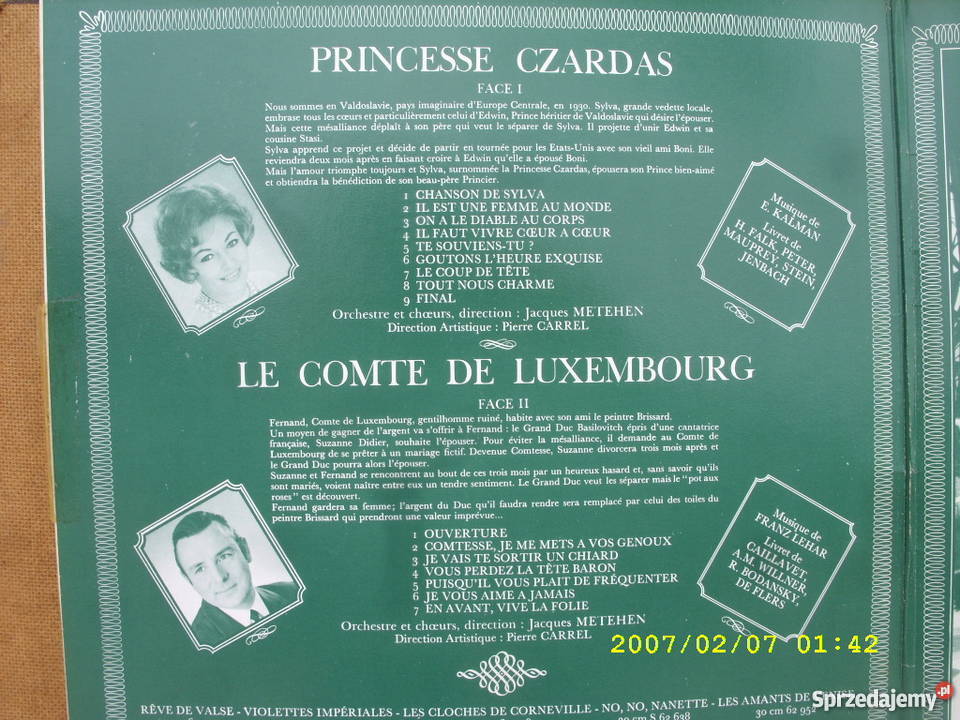 PRINCESSE CZARDAS
FACE I
Nous sommes en Valdoslavie, pays imaginaire d'Europe Centrale, en 1930. Sylva, grande vedette locale,
embrase tous les cœurs et particulièrement celui d'Edwin, Prince héritier de Valdoslavie qui désire l'épouser.
Mais cette mésalliance déplaît à son père qui veut le séparer de Sylva. Il projette d'unir Edwin et sa
cousine Stasi.
Sylva apprend ce projet et décide de partir en tournée pour les Etats-Unis avec son vieil ami Boni. Elle
reviendra deux mois après en faisant croire à Edwin qu'elle a épousé Boni.
Mais l'amour triomphe toujours et Sylva, surnommée la Princesse Czardas, épousera son Prince bien-aimé
et obtiendra la bénédiction de son beau-père Princier.
1 CHANSON DE SYLVA
2 IL EST UNE FEMME AU MONDE
3 ON A LE DIABLE AU CORPS
4 IL FAUT VIVRE CŒUR A CŒUR
5 TE SOUVIENS-TU ?
6 GOUTONS L'HEURE EXQUISE
7 LE COUP DE TÊTE
8 TOUT NOUS CHARME
9 FINAL
Orchestre et chœurs, direction : Jacques METEHEN
Direction Artistique : Pierre CARREL
Musique de
E. KALMAN
Livret de
H. FALK, PETER,
MAUPREY, STEIN,
JENBACH
LE COMTE DE LUXEMBOURG
FACE II
Fernand, Comte de Luxembourg, gentilhomme ruiné, habite avec son ami le peintre Brissard.
Un moyen de gagner de l'argent va s'offrir à Fernand : le Grand Duc Basilovitch épris d'une cantatrice
française, Suzanne Didier, souhaite l'épouser. Pour éviter la mésalliance, il demande au Comte de
Luxembourg de se prêter à un mariage fictif. Devenue Comtesse, Suzanne divorcera trois mois après et
le Grand Duc pourra alors l'épouser.
Suzanne et Fernand se rencontrent au bout de ces trois mois par un heureux hasard et, sans savoir qu'ils
sont mariés, voient naître entre eux un tendre sentiment. Le Grand Duc veut les séparer mais le "pot aux
roses" est découvert.
Fernand gardera sa femme ; l'argent du Duc qu'il faudra rendre sera remplacé par celui des toiles du
peintre Brissard qui prendront une valeur imprévue...
1 OUVERTURE
2 COMTESSE, JE ME METS A VOS GENOUX
3 JE VAIS TE SORTIR UN CHIARD
4 VOUS PERDEZ LA TÊTE BARON
5 PUISQU'IL VOUS PLAIT DE FRÉQUENTER
6 JE VOUS AIME A JAMAIS
7 EN AVANT, VIVE LA FOLIE
Orchestre et chœurs, direction : Jacques METEHEN
Direction Artistique : Pierre CARREL
Musique de
FRANZ LEHAR
Livret de
CAILLAVET,
A.M. WILLNER,
R. BODANSKY,
DE FLERS
2007/02/07 01:42
RÊVE DE VALSE - VIOLETTES IMPÉRIALES - LES CLOCHES DE CORNEVILLE - NO, NO, NANETTE - LES AMANTS DE
30 cm S 62 638 30 cm 62 952
Sprzedajemy.pl